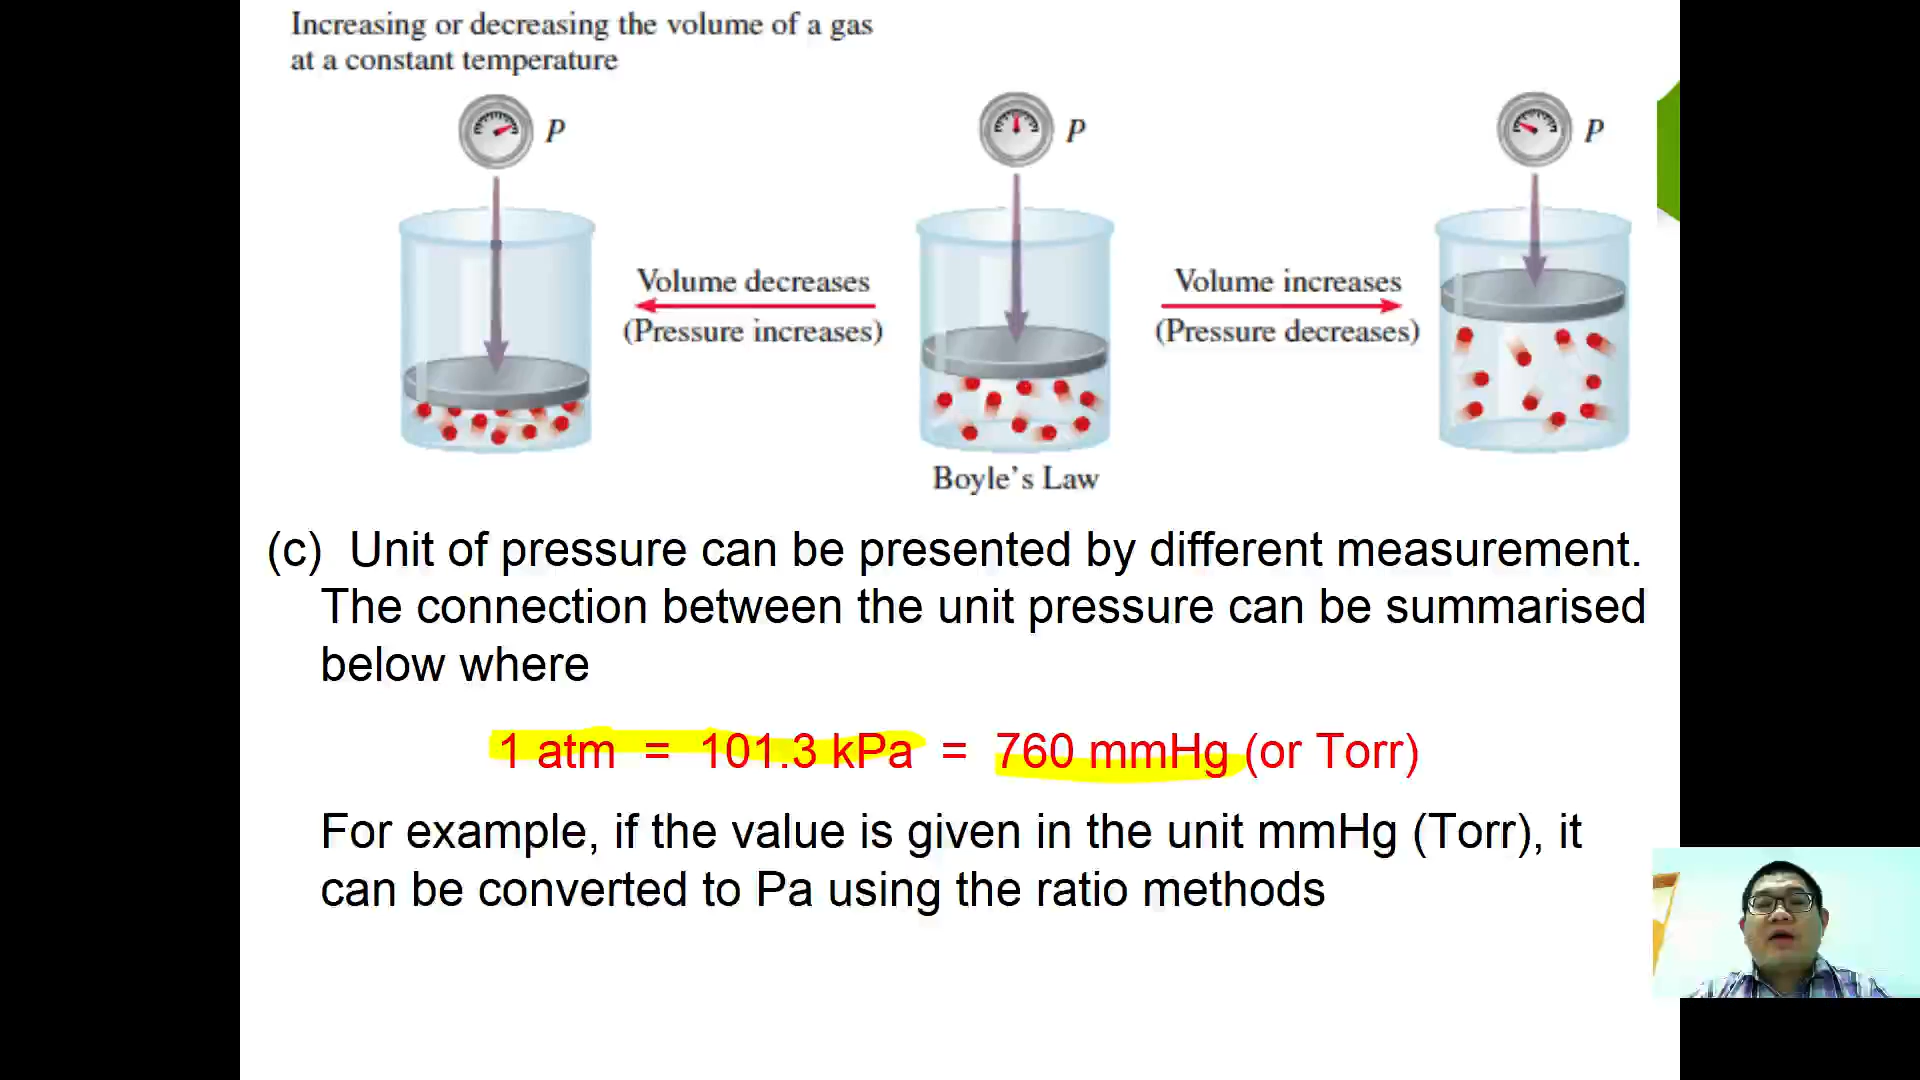 Increasing or decreasing the volume of a gas
at a constant temperature
P
P
P
Volume decreases
(Pressure increases)
Volume increases
(Pressure decreases)
Boyle's Law
(c) Unit of pressure can be presented by different measurement.
The connection between the unit pressure can be summarised
below where
1 atm = 101.3 kPa = 760 mmHg (or Torr)
For example, if the value is given in the unit mmHg (Torr), it
can be converted to Pa using the ratio methods